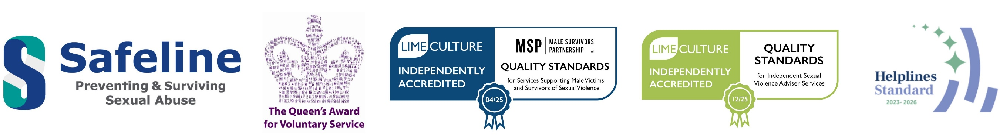 Safeline
Preventing & Surviving
Sexual Abuse
The Queen's Award
for Voluntary Service
LIME CULTURE
INDEPENDENTLY
ACCREDITED
04/25
MSP
MALE SURVIVORS
PARTNERSHIP
QUALITY STANDARDS
for Services Supporting Male Victims
and Survivors of Sexual Violence
LIME CULTURE
INDEPENDENTLY
ACCREDITED
12/25
QUALITY
STANDARDS
for Independent Sexual
Violence Adviser Services
Helplines
Standard
2023- 2026